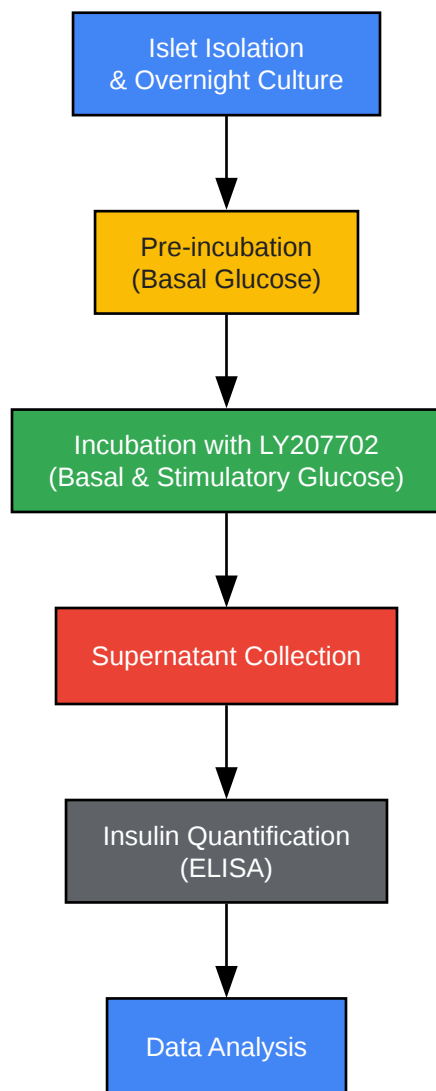 Islet Isolation
& Overnight Culture
Pre-incubation
(Basal Glucose)
Incubation with LY207702
(Basal & Stimulatory Glucose)
Supernatant Collection
Insulin Quantification
(ELISA)
Data Analysis